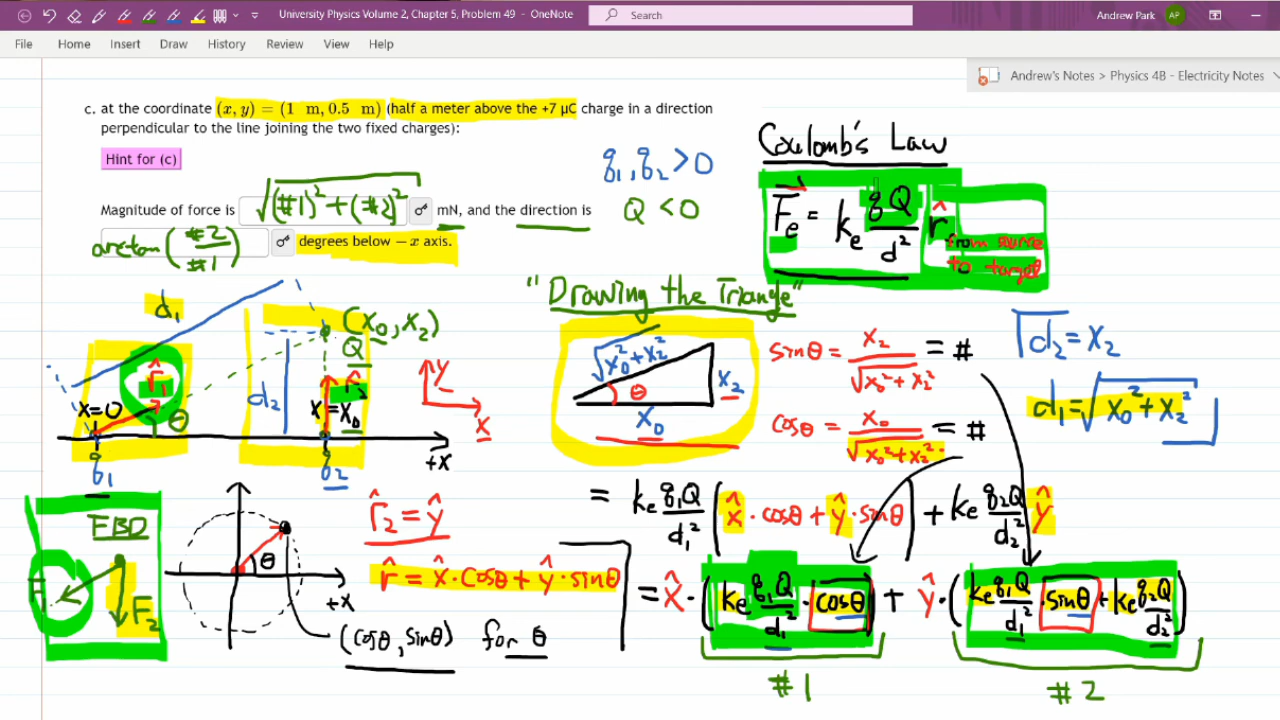 University Physics Volume 2, Chapter 5, Problem 49 - OneNote
Search
Andrew Park AP
File Home Insert Draw History Review View Help
Andrew's Notes > Physics 4B - Electricity Notes
c. at the coordinate (x, y) = (1 m, 0.5 m) (half a meter above the +7 μC charge in a direction
perpendicular to the line joining the two fixed charges):
Hint for (c)
Magnitude of force is √(#1)²+(#2)² mN, and the direction is
arctan (#2/#1) degrees below −x axis.
q₁, q₂ > 0
Q < 0
Coulomb's Law
F⃗e = ke qQ/d² r̂
from source
to target
"Drawing the Triangle"
d₁
(x₀, x₂)
Q
r̂₁
θ
d₂
r̂₂
x=0
x=x₀
+x
q₁
q₂
y
x
√x₀²+x₂²
θ
x₂
x₀
sinθ = x₂/√x₀²+x₂² = #
cosθ = x₀/√x₀²+x₂² = #
d₂ = x₂
d₁ = √x₀²+x₂²
FBD
F₁
F₂
θ
+x
(cosθ, sinθ) for θ
r̂₂ = ŷ
r̂ = x̂·cosθ + ŷ·sinθ
= ke q₁Q/d₁² (x̂·cosθ + ŷ·sinθ) + ke q₂Q/d₂² ŷ
= x̂·(ke q₁Q/d₁² · cosθ) + ŷ·(ke q₁Q/d₁² · sinθ + ke q₂Q/d₂²)
#1
#2